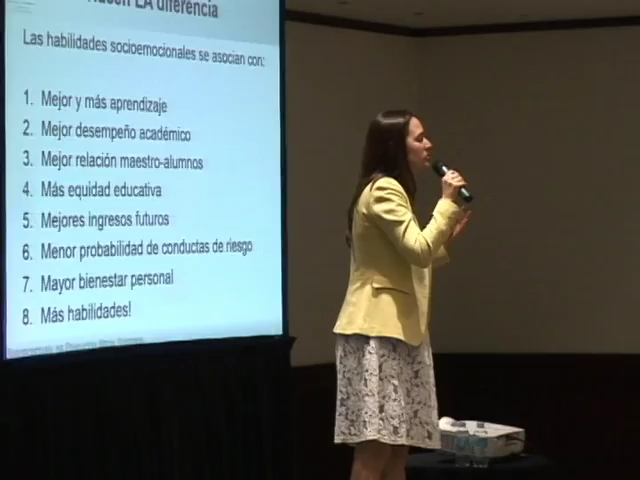 LA diferencia
Las habilidades socioemocionales se asocian con:
1. Mejor y más aprendizaje
2. Mejor desempeño académico
3. Mejor relación maestro-alumnos
4. Más equidad educativa
5. Mejores ingresos futuros
6. Menor probabilidad de conductas de riesgo
7. Mayor bienestar personal
8. Más habilidades!